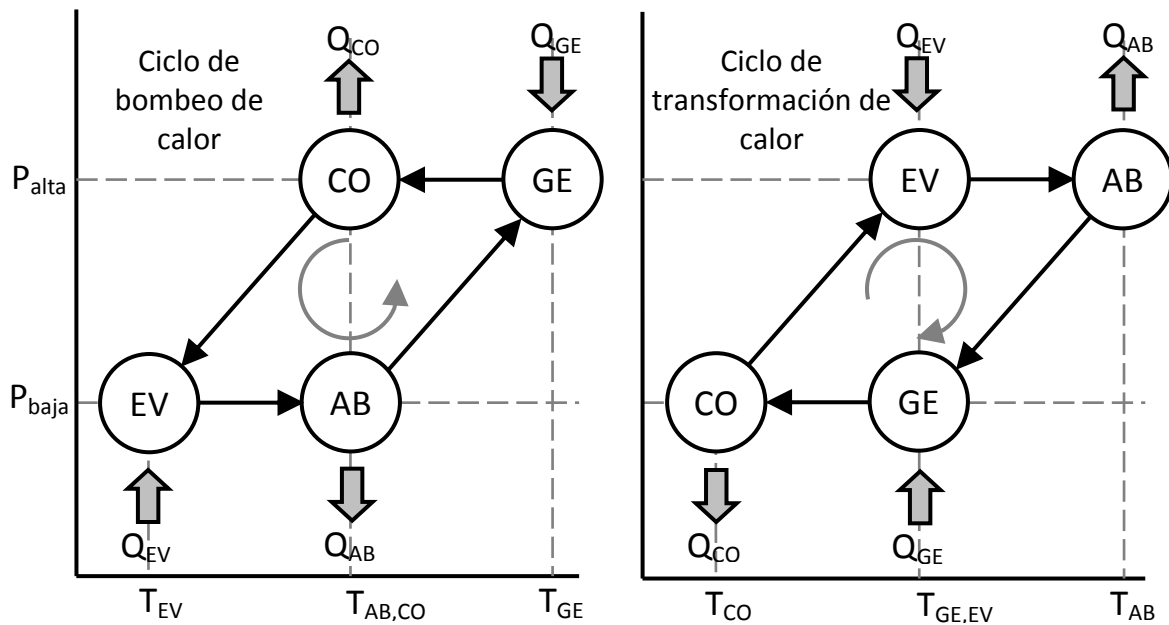 Q_CO
Q_GE
Ciclo de
bombeo de
calor
CO
GE
P_alta
P_baja
EV
AB
Q_EV
Q_AB
T_EV
T_AB,CO
T_GE
Q_EV
Q_AB
Ciclo de
transformación de
calor
EV
AB
CO
GE
Q_CO
Q_GE
T_CO
T_GE,EV
T_AB